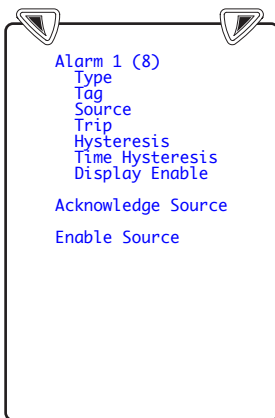 Alarm 1 (8)
Type
Tag
Source
Trip
Hysteresis
Time Hysteresis
Display Enable
Acknowledge Source
Enable Source